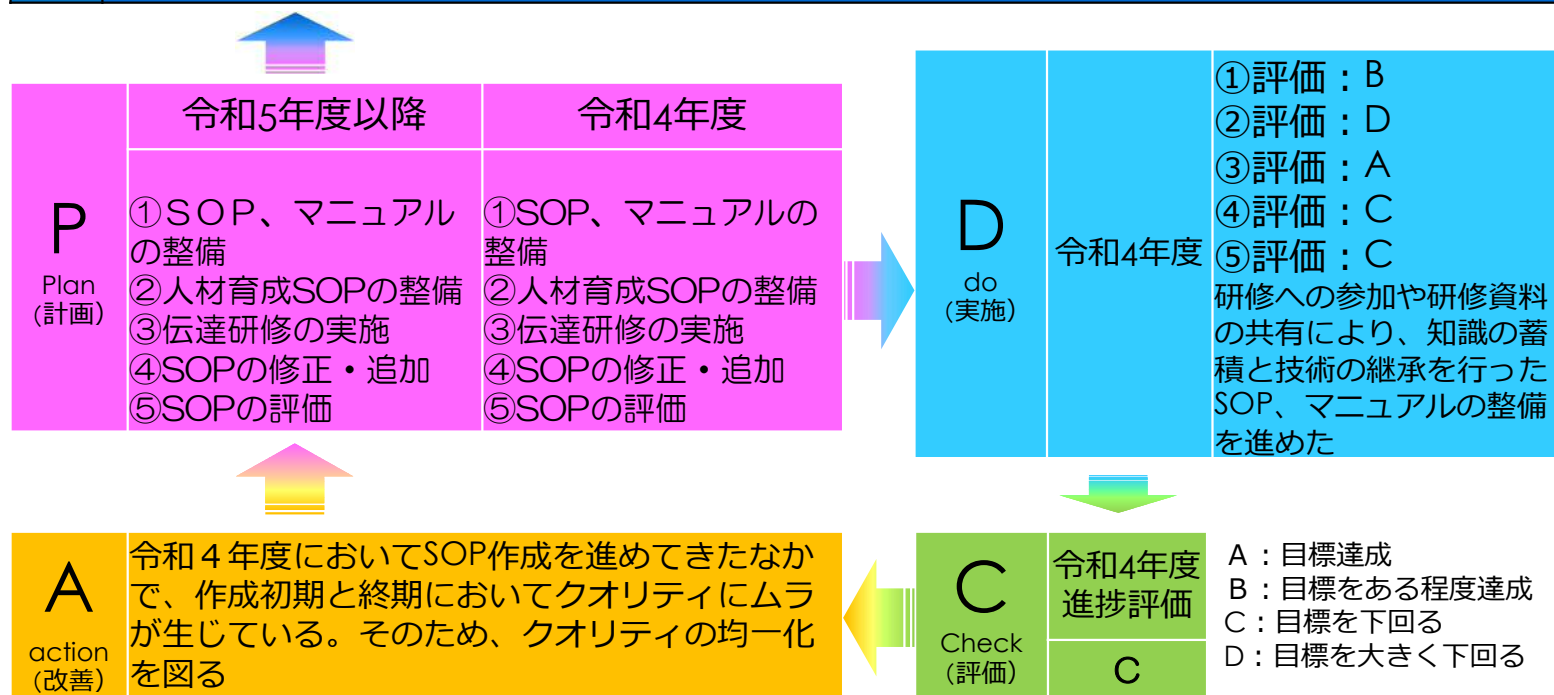 P
Plan
(計画)
令和5年度以降
①ＳＯＰ、マニュアル
の整備
②人材育成SOPの整備
③伝達研修の実施
④SOPの修正・追加
⑤SOPの評価
令和4年度
①SOP、マニュアルの
整備
②人材育成SOPの整備
③伝達研修の実施
④SOPの修正・追加
⑤SOPの評価
D
do
(実施)
令和4年度
①評価：B
②評価：D
③評価：A
④評価：C
⑤評価：C
研修への参加や研修資料
の共有により、知識の蓄
積と技術の継承を行った
SOP、マニュアルの整備
を進めた
C
Check
(評価)
令和4年度
進捗評価
C
A：目標達成
B：目標をある程度達成
C：目標を下回る
D：目標を大きく下回る
A
action
(改善)
令和４年度においてSOP作成を進めてきたなか
で、作成初期と終期においてクオリティにムラ
が生じている。そのため、クオリティの均一化
を図る